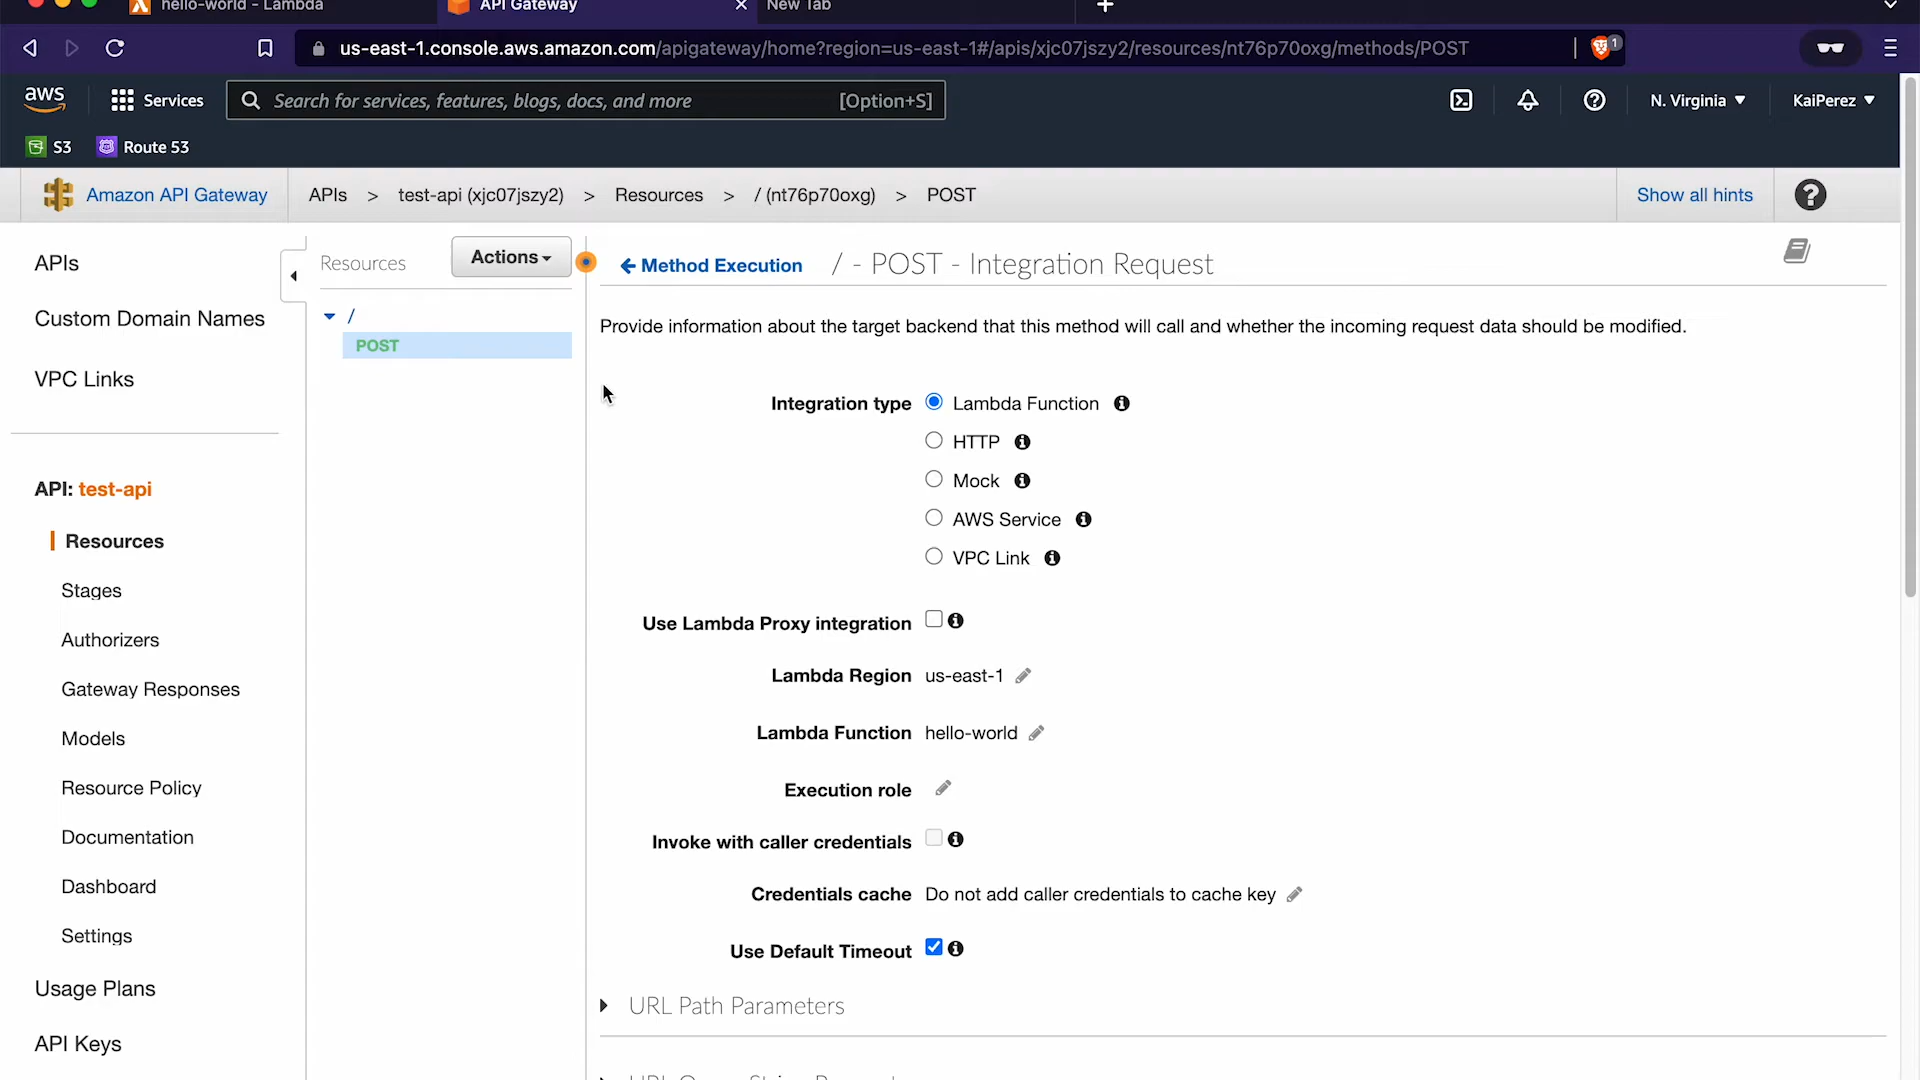 hello-world - Lambda
API Gateway
New Tab
us-east-1.console.aws.amazon.com/apigateway/home?region=us-east-1#/apis/xjc07jszy2/resources/nt76p70oxg/methods/POST
1
aws
Services
Search for services, features, blogs, docs, and more
[Option+S]
N. Virginia
KaiPerez
S3
Route 53
Amazon API Gateway
APIs > test-api (xjc07jszy2) > Resources > / (nt76p70oxg) > POST
Show all hints
APIs
Custom Domain Names
VPC Links
API: test-api
Resources
Stages
Authorizers
Gateway Responses
Models
Resource Policy
Documentation
Dashboard
Settings
Usage Plans
API Keys
Resources
Actions
/
POST
Method Execution
/ - POST - Integration Request
Provide information about the target backend that this method will call and whether the incoming request data should be modified.
Integration type
Lambda Function
HTTP
Mock
AWS Service
VPC Link
Use Lambda Proxy integration
Lambda Region us-east-1
Lambda Function hello-world
Execution role
Invoke with caller credentials
Credentials cache Do not add caller credentials to cache key
Use Default Timeout
URL Path Parameters